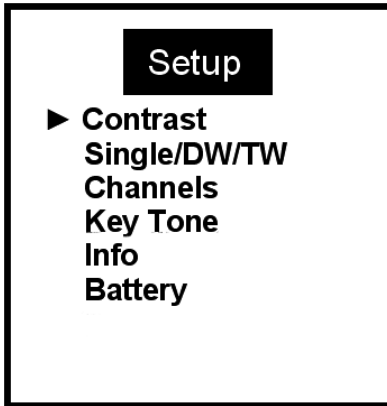 Setup
► Contrast
Single/DW/TW
Channels
Key Tone
Info
Battery